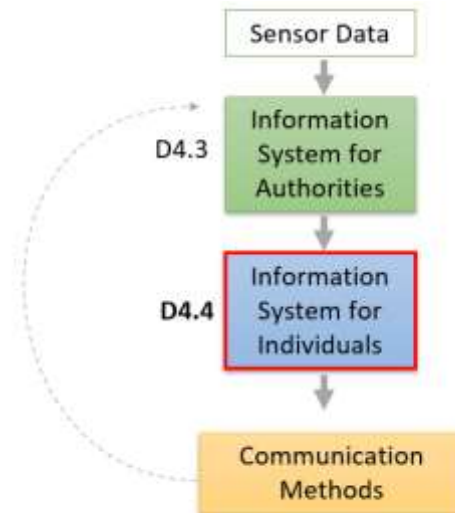 Sensor Data
D4.3
Information
System for
Authorities
D4.4
Information
System for
Individuals
Communication
Methods